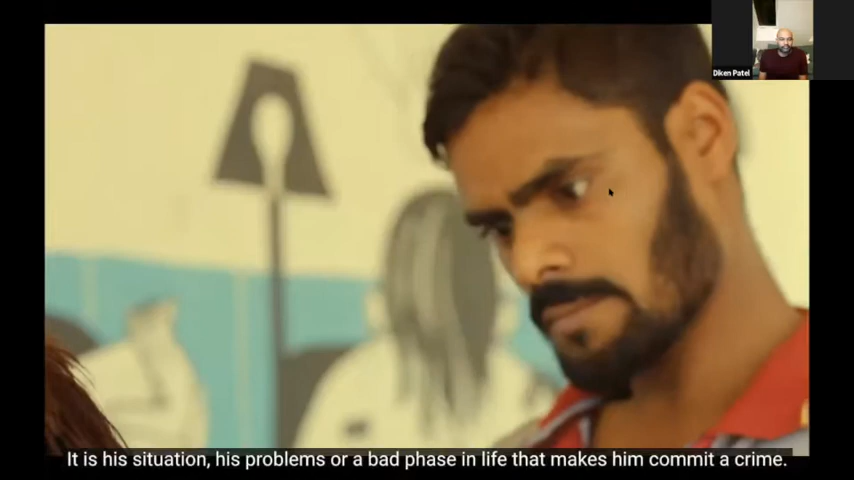 Diken Patel
It is his situation, his problems or a bad phase in life that makes him commit a crime.